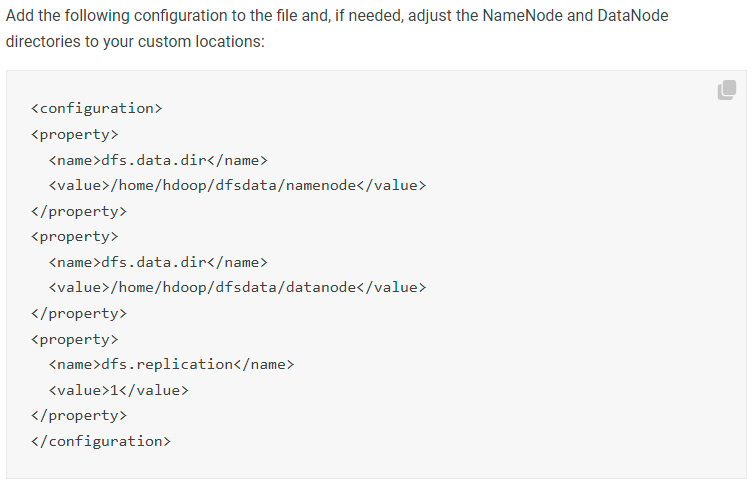 Add the following configuration to the file and, if needed, adjust the NameNode and DataNode
directories to your custom locations:
<configuration>
<property>
  <name>dfs.data.dir</name>
  <value>/home/hdoop/dfsdata/namenode</value>
</property>
<property>
  <name>dfs.data.dir</name>
  <value>/home/hdoop/dfsdata/datanode</value>
</property>
<property>
  <name>dfs.replication</name>
  <value>1</value>
</property>
</configuration>